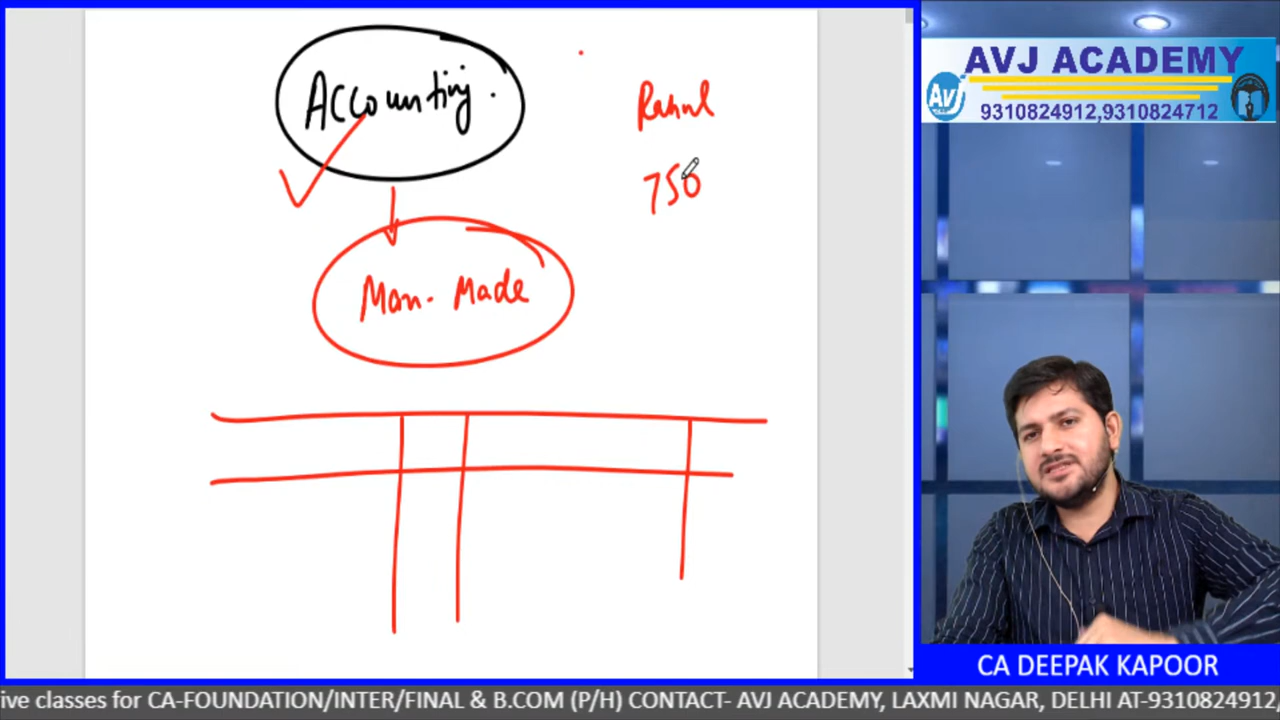 Accounting.
Rahul
750
Man-Made
AVJ ACADEMY
AVJ
9310824912,9310824712
CA DEEPAK KAPOOR
ive classes for CA-FOUNDATION/INTER/FINAL & B.COM (P/H) CONTACT- AVJ ACADEMY, LAXMI NAGAR, DELHI AT-9310824912,